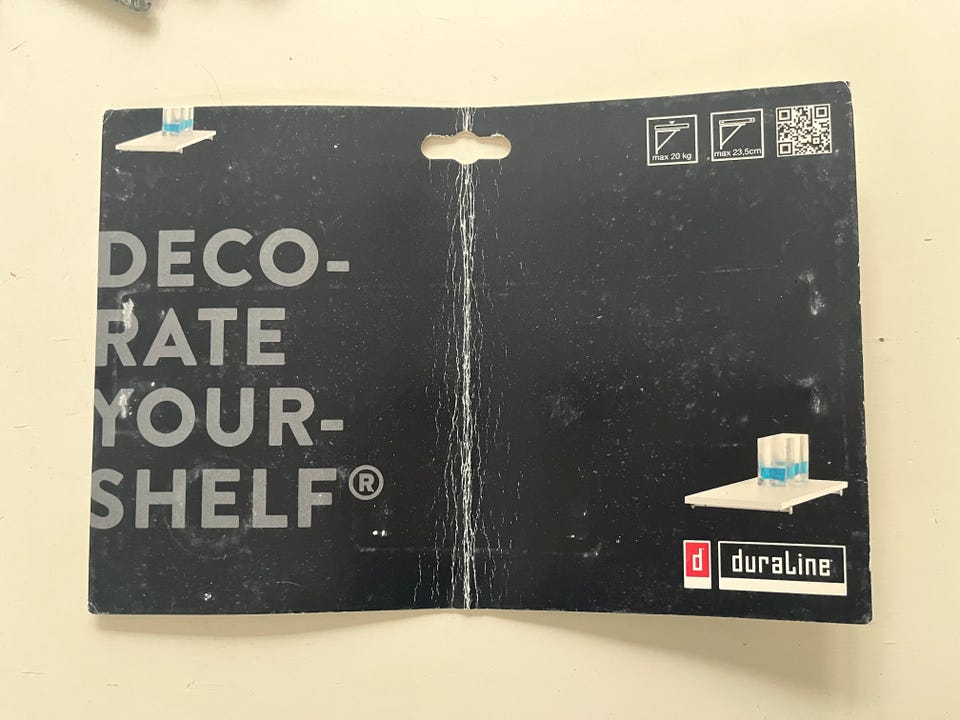 DECO-
RATE
YOUR-
SHELF®
max 20 kg
max 23,5cm
d
duraline